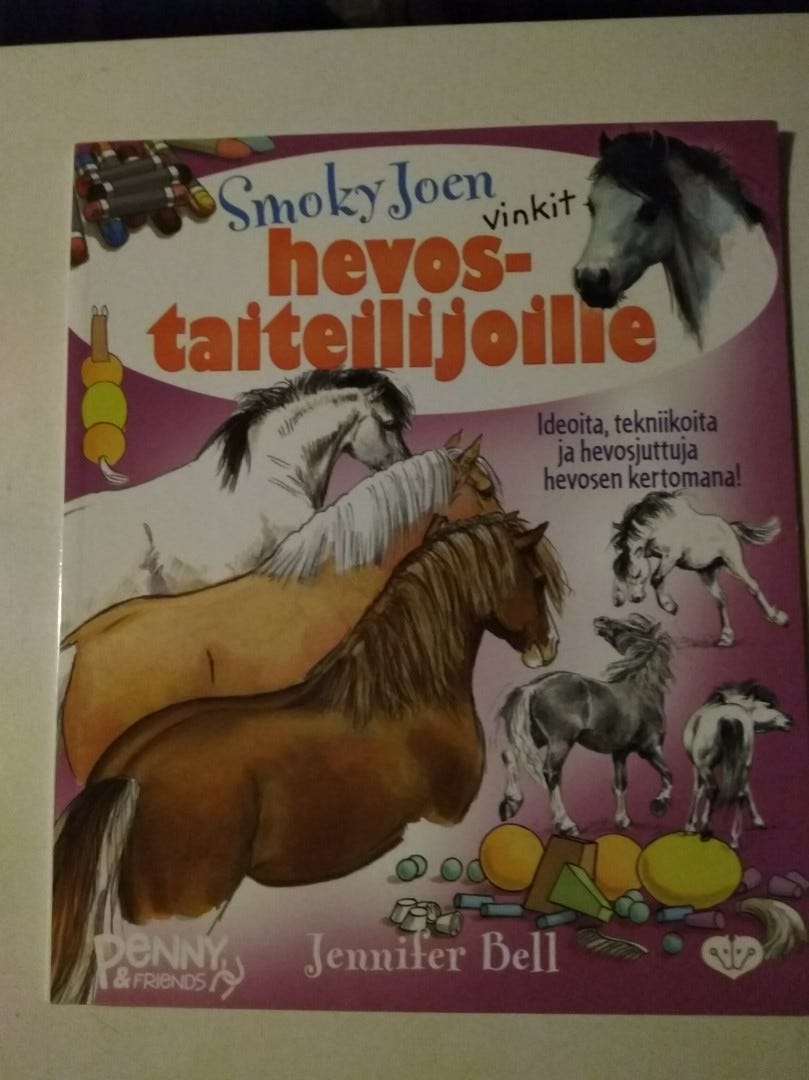 Smoky Joen
vinkit
hevos-
taiteilijoille
Ideoita, tekniikoita
ja hevosjuttuja
hevosen kertomana!
PENNY
& FRIENDS
Jennifer Bell